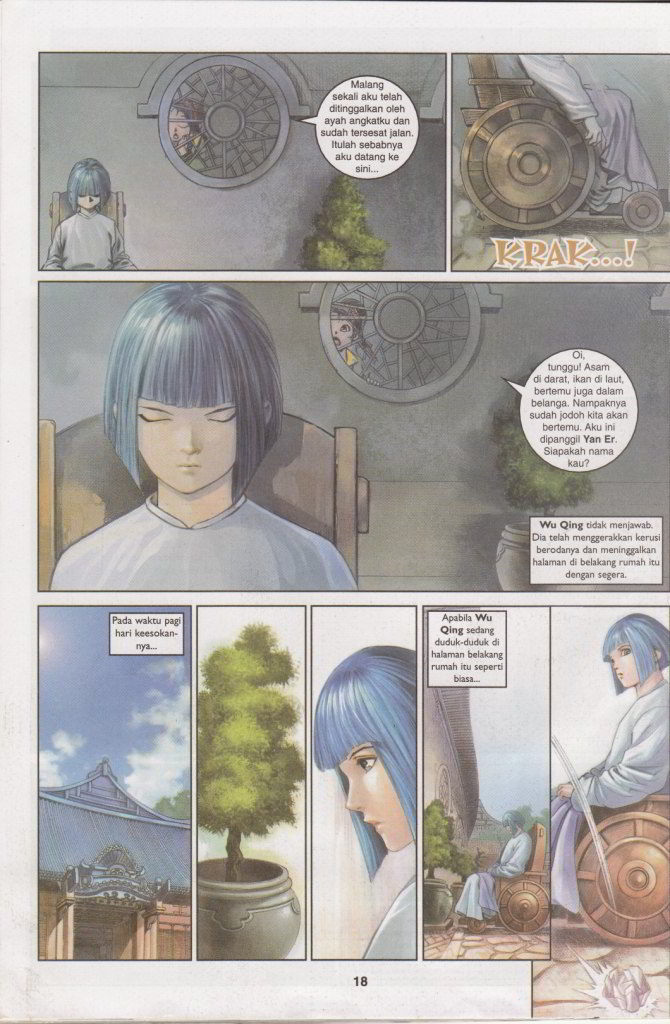 Malang
sekali aku telah
ditinggalkan oleh
ayah angkatku dan
sudah tersesat jalan.
Itulah sebabnya
aku datang ke
sini...
KRAK...!
Oi,
tunggu! Asam
di darat, ikan di laut,
bertemu juga dalam
belanga. Nampaknya
sudah jodoh kita akan
bertemu. Aku ini
dipanggil Yan Er.
Siapakah nama
kau?
Wu Qing tidak menjawab.
Dia telah menggerakkan kerusi
berodanya dan meninggalkan
halaman di belakang rumah itu
dengan segera.
Pada waktu pagi
hari keesokan-
nya...
Apabila Wu
Qing sedang
duduk-duduk di
halaman belakang
rumah itu seperti
biasa...
18